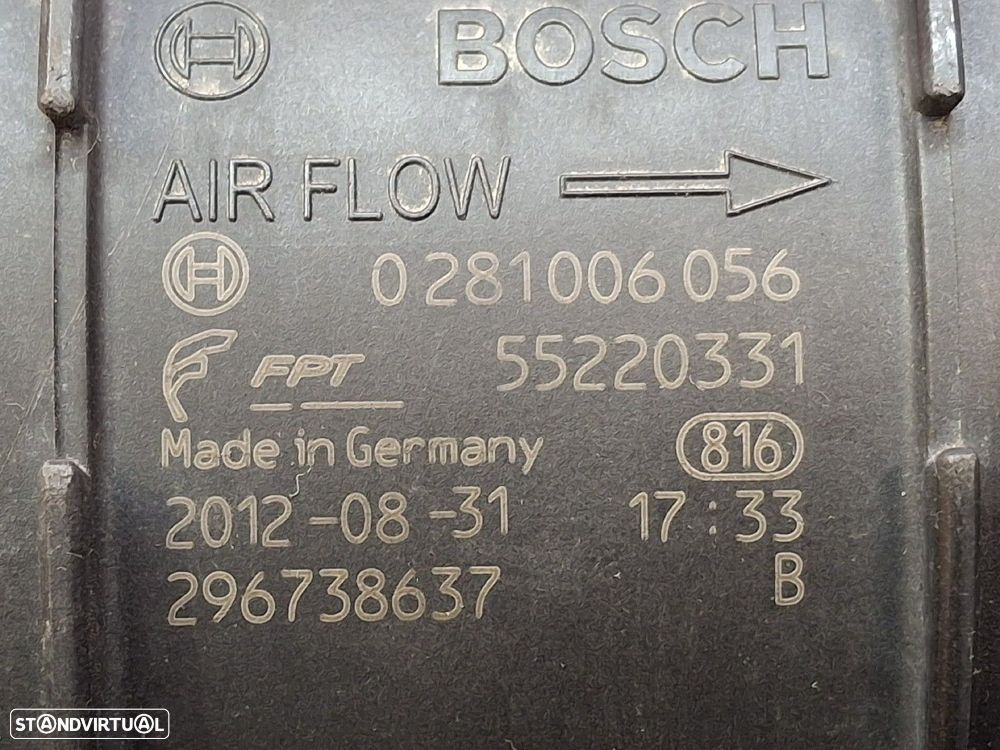 BOSCH
AIR FLOW
0 281 006 056
FPT 55220331
Made in Germany 816
2012-08-31 17:33
296738637 B
STANDVIRTUAL